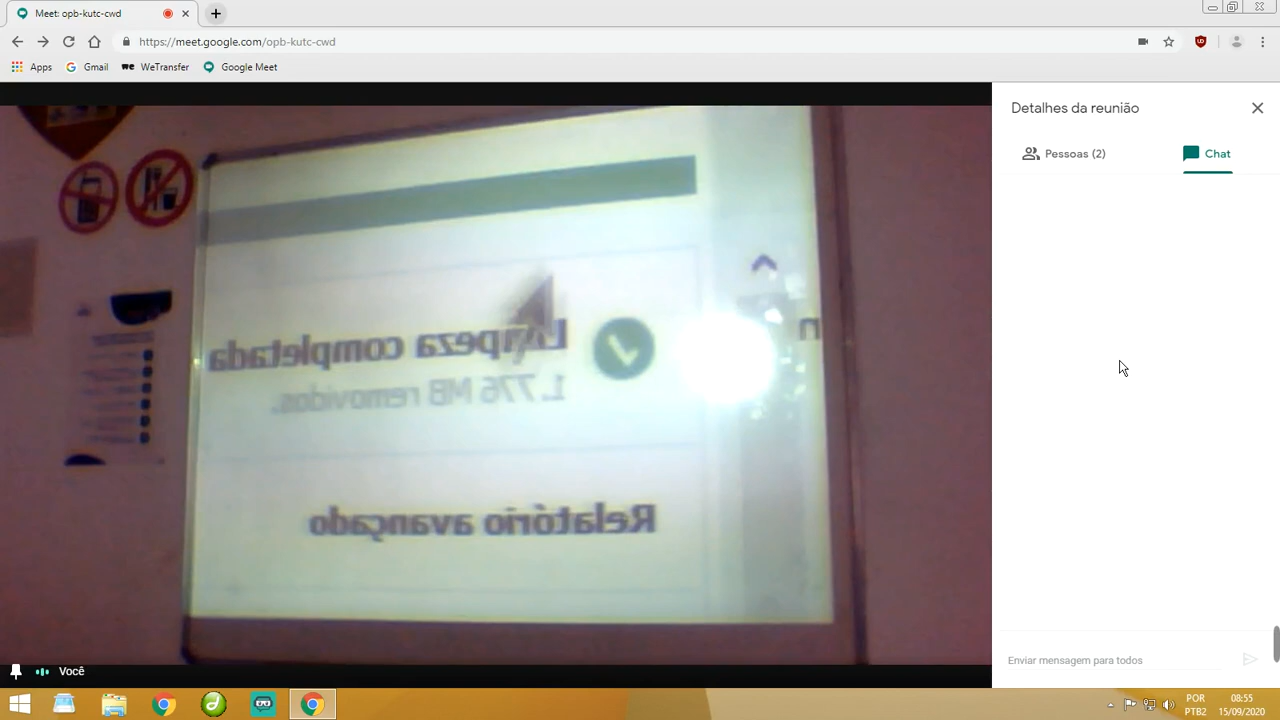 Meet: opb-kutc-cwd
https://meet.google.com/opb-kutc-cwd
Apps
Gmail
WeTransfer
Google Meet
Limpeza completada
1.776 MB removidos.
Relatório avançado
Você
Detalhes da reunião
Pessoas (2)
Chat
Enviar mensagem para todos
POR
PTB2
08:55
15/09/2020